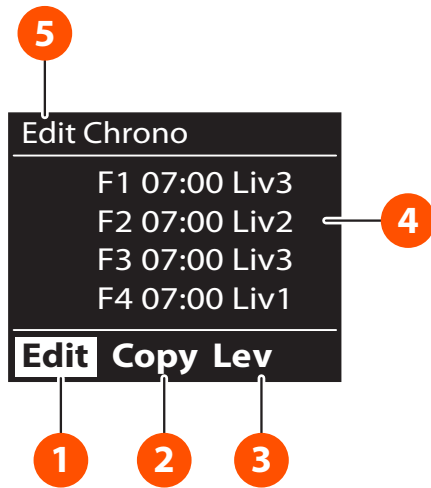 5
Edit Chrono
F1 07:00 Liv3
F2 07:00 Liv2
4
F3 07:00 Liv3
F4 07:00 Liv1
Edit Copy Lev
1 2 3